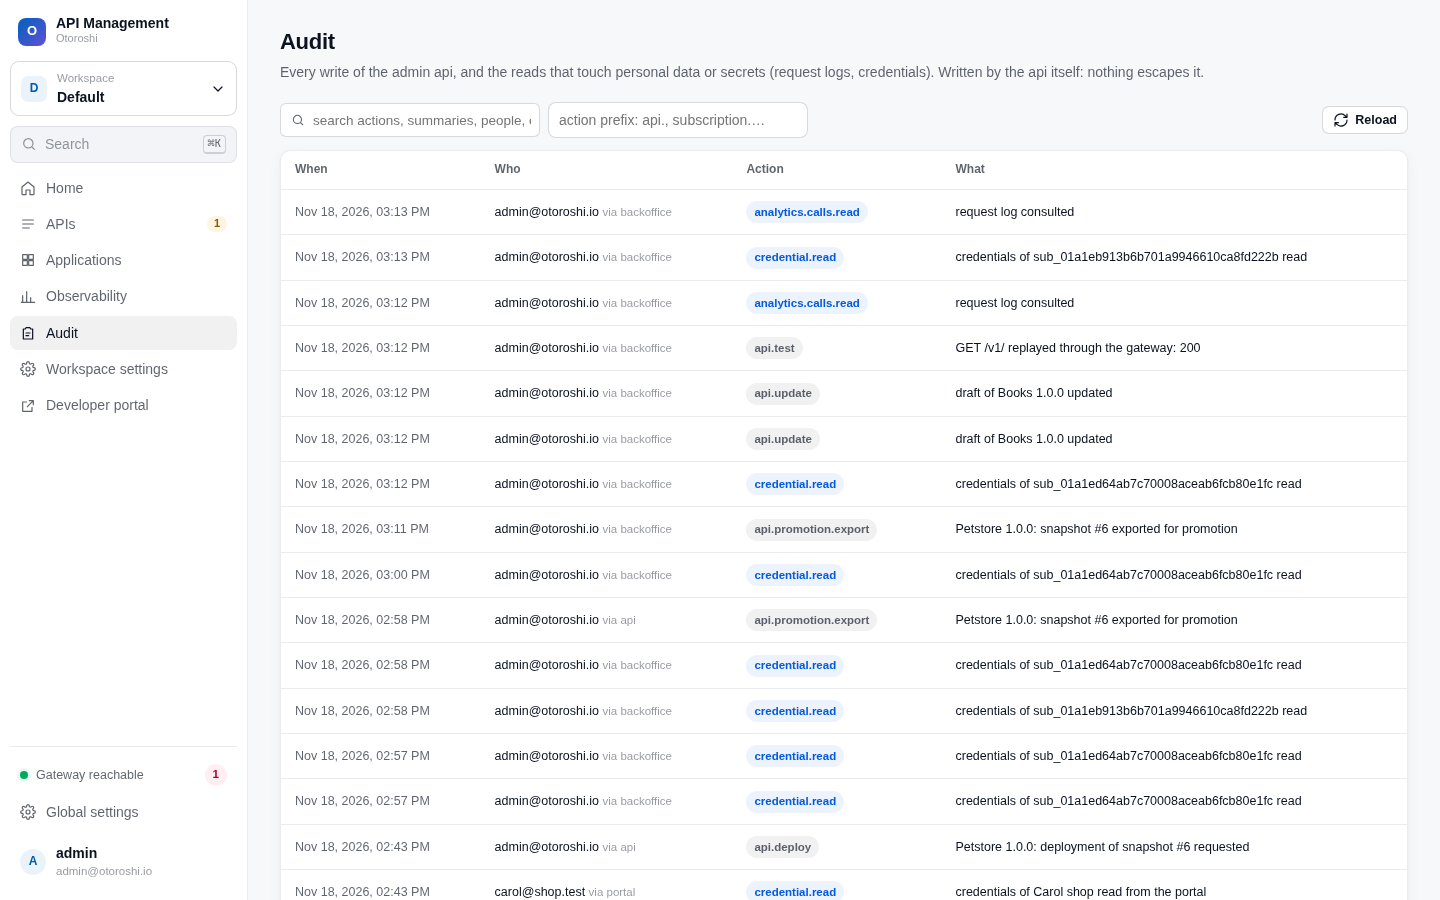 O
API Management
Otoroshi
D
Workspace
Default
Search
⌘K
Home
APIs 1
Applications
Observability
Audit
Workspace settings
Developer portal
Gateway reachable 1
Global settings
A
admin
admin@otoroshi.io
Audit
Every write of the admin api, and the reads that touch personal data or secrets (request logs, credentials). Written by the api itself: nothing escapes it.
search actions, summaries, people,
action prefix: api., subscription.…
Reload
When Who Action What
Nov 18, 2026, 03:13 PM admin@otoroshi.io via backoffice analytics.calls.read request log consulted
Nov 18, 2026, 03:13 PM admin@otoroshi.io via backoffice credential.read credentials of sub_01a1eb913b6b701a9946610ca8fd222b read
Nov 18, 2026, 03:12 PM admin@otoroshi.io via backoffice analytics.calls.read request log consulted
Nov 18, 2026, 03:12 PM admin@otoroshi.io via backoffice api.test GET /v1/ replayed through the gateway: 200
Nov 18, 2026, 03:12 PM admin@otoroshi.io via backoffice api.update draft of Books 1.0.0 updated
Nov 18, 2026, 03:12 PM admin@otoroshi.io via backoffice api.update draft of Books 1.0.0 updated
Nov 18, 2026, 03:12 PM admin@otoroshi.io via backoffice credential.read credentials of sub_01a1ed64ab7c70008aceab6fcb80e1fc read
Nov 18, 2026, 03:11 PM admin@otoroshi.io via backoffice api.promotion.export Petstore 1.0.0: snapshot #6 exported for promotion
Nov 18, 2026, 03:00 PM admin@otoroshi.io via backoffice credential.read credentials of sub_01a1ed64ab7c70008aceab6fcb80e1fc read
Nov 18, 2026, 02:58 PM admin@otoroshi.io via api api.promotion.export Petstore 1.0.0: snapshot #6 exported for promotion
Nov 18, 2026, 02:58 PM admin@otoroshi.io via backoffice credential.read credentials of sub_01a1ed64ab7c70008aceab6fcb80e1fc read
Nov 18, 2026, 02:58 PM admin@otoroshi.io via backoffice credential.read credentials of sub_01a1eb913b6b701a9946610ca8fd222b read
Nov 18, 2026, 02:57 PM admin@otoroshi.io via backoffice credential.read credentials of sub_01a1ed64ab7c70008aceab6fcb80e1fc read
Nov 18, 2026, 02:57 PM admin@otoroshi.io via backoffice credential.read credentials of sub_01a1ed64ab7c70008aceab6fcb80e1fc read
Nov 18, 2026, 02:43 PM admin@otoroshi.io via api api.deploy Petstore 1.0.0: deployment of snapshot #6 requested
Nov 18, 2026, 02:43 PM carol@shop.test via portal credential.read credentials of Carol shop read from the portal